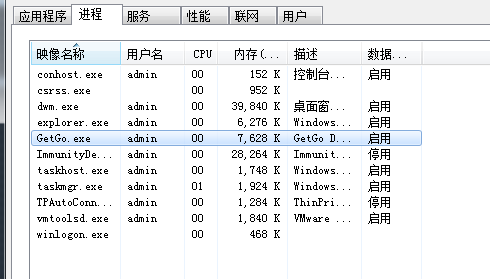 应用程序 进程 服务 性能 联网 用户
映像名称 用户名 CPU 内存(... 描述 数据...
conhost.exe admin 00 152 K 控制台... 启用
csrss.exe 00 952 K
dwm.exe admin 00 39,840 K 桌面窗... 启用
explorer.exe admin 00 6,276 K Windows... 启用
GetGo.exe admin 00 7,628 K GetGo D... 启用
ImmunityDe... admin 00 28,264 K Immunit... 停用
taskhost.exe admin 00 1,748 K Windows... 启用
taskmgr.exe admin 01 1,924 K Windows... 启用
TPAutoConn... admin 00 1,284 K ThinPri... 停用
vmtoolsd.exe admin 00 1,840 K VMware ... 启用
winlogon.exe 00 468 K